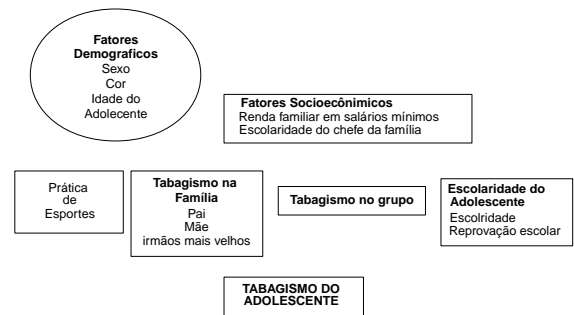 Fatores
Demograficos
Sexo
Cor
Idade do
Adolecente
Fatores Socioecônimicos
Renda familiar em salários mínimos
Escolaridade do chefe da família
Prática
de
Esportes
Tabagismo na
Família
Pai
Mãe
irmãos mais velhos
Tabagismo no grupo
Escolaridade do
Adolescente
Escolridade
Reprovação escolar
TABAGISMO DO
ADOLESCENTE